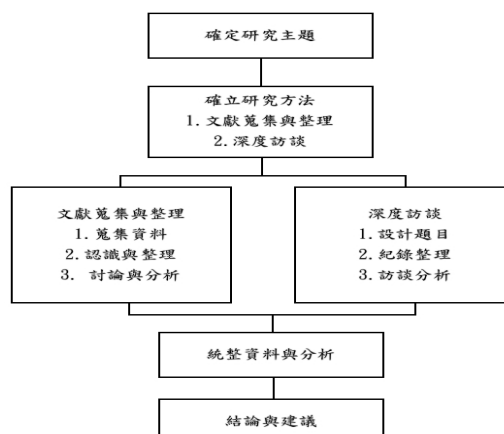 確定研究主題
確立研究方法
1.文獻蒐集與整理
2.深度訪談
文獻蒐集與整理
1.蒐集資料
2.認識與整理
3. 討論與分析
深度訪談
1.設計題目
2.紀錄整理
3.訪談分析
統整資料與分析
結論與建議